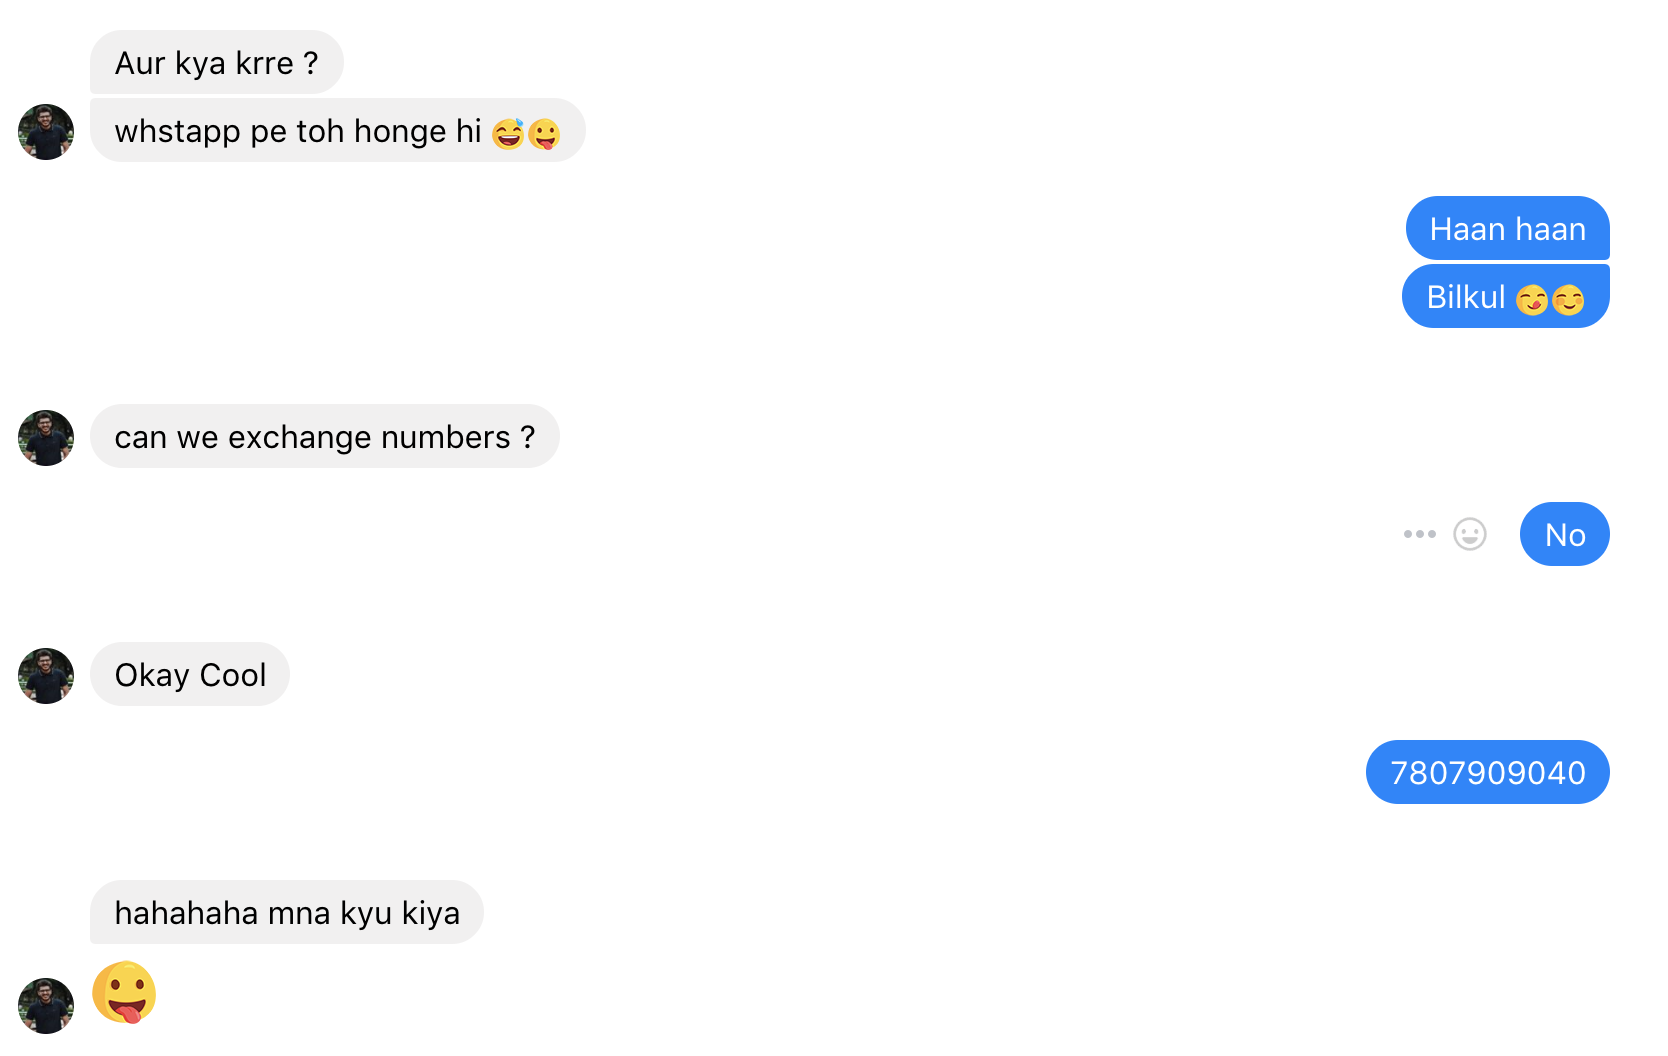 Aur kya krre ?
whstapp pe toh honge hi 😅😛
Haan haan
Bilkul 😋☺️
can we exchange numbers ?
No
Okay Cool
7807909040
hahahaha mna kyu kiya
😛